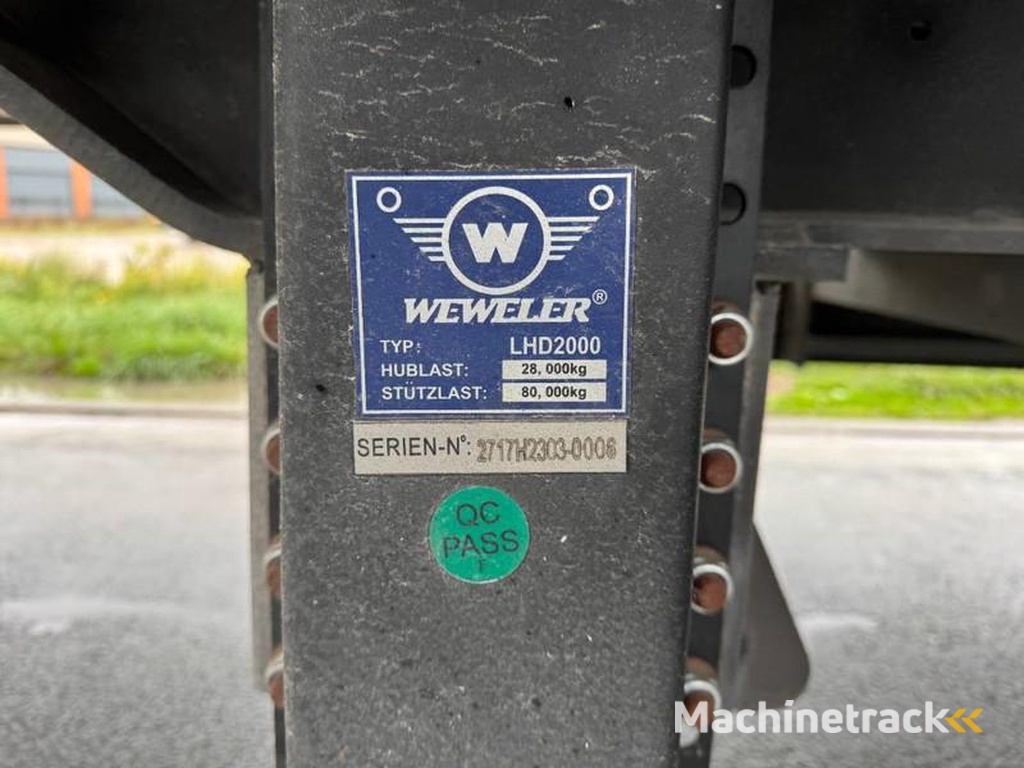 W
WEWELER®
TYP: LHD2000
HUBLAST: 28,000kg
STÜTZLAST: 80,000kg
SERIEN-N°: 2717H2303-0006
QC
PASS
T
Machinetrack